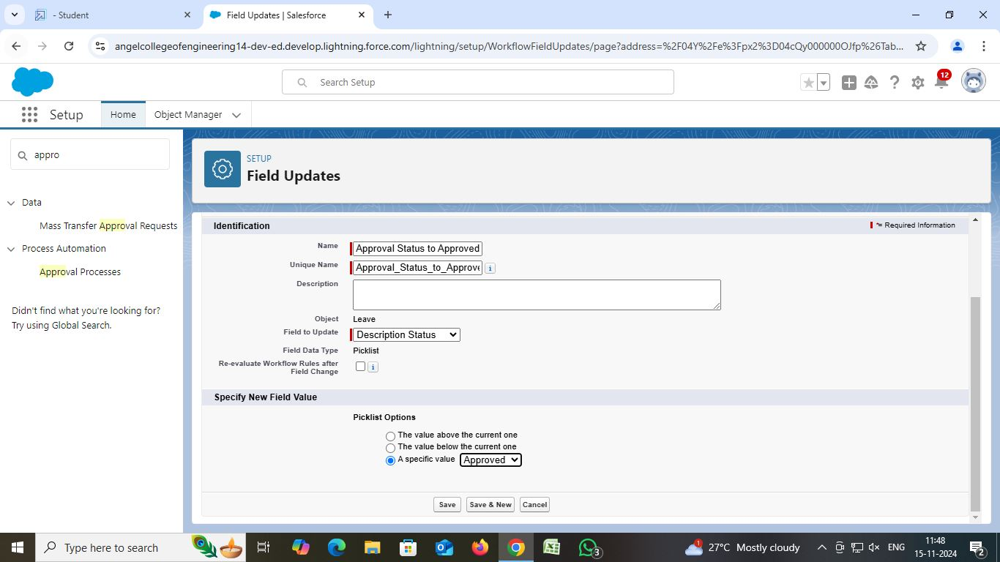 - Student
Field Updates | Salesforce
angelcollegeofengineering14-dev-ed.develop.lightning.force.com/lightning/setup/WorkflowFieldUpdates/page?address=%2F04Y%2Fe%3Fpx2%3D04cQy000000OJfp%26Tab...
Search Setup
12
Setup
Home
Object Manager
appro
Data
Mass Transfer Approval Requests
Process Automation
Approval Processes
Didn't find what you're looking for?
Try using Global Search.
SETUP
Field Updates
Identification
= Required Information
Name
Approval Status to Approved
Unique Name
Approval_Status_to_Approve
Description
Object
Leave
Field to Update
Description Status
Field Data Type
Picklist
Re-evaluate Workflow Rules after
Field Change
Specify New Field Value
Picklist Options
The value above the current one
The value below the current one
A specific value
Approved
Save
Save & New
Cancel
Type here to search
3
1
27°C Mostly cloudy
ENG
11:48
15-11-2024
2